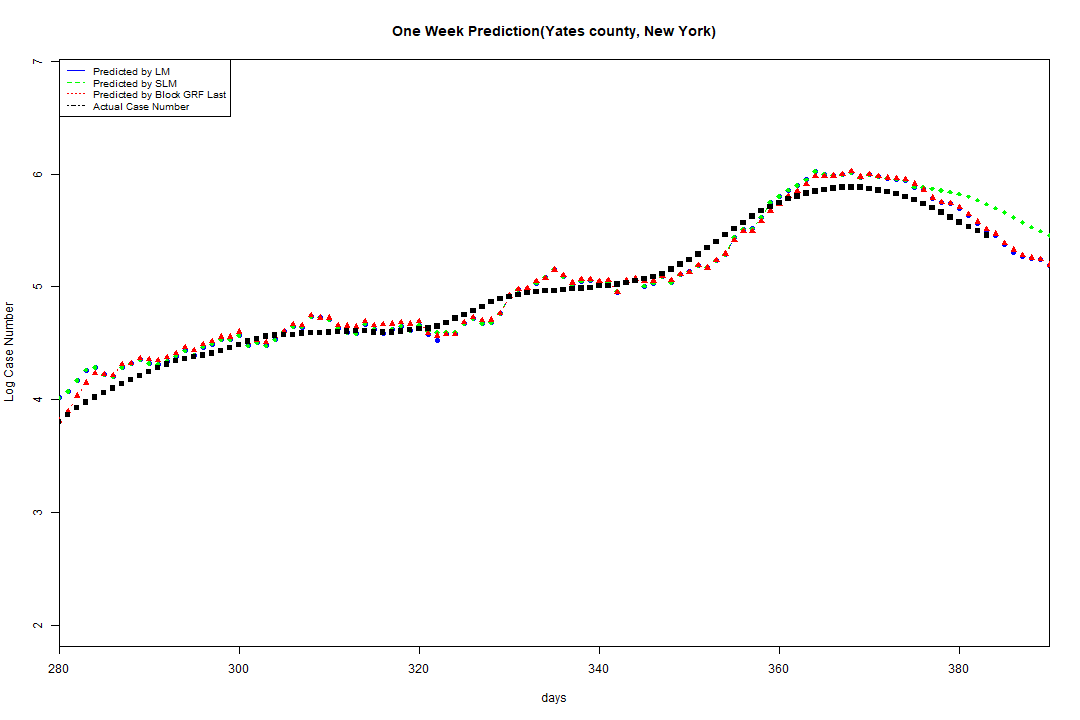 One Week Prediction(Yates county, New York)
Predicted by LM
Predicted by SLM
Predicted by Block GRF Last
Actual Case Number
7
6
5
4
3
2
Log Case Number
280 300 320 340 360 380
days